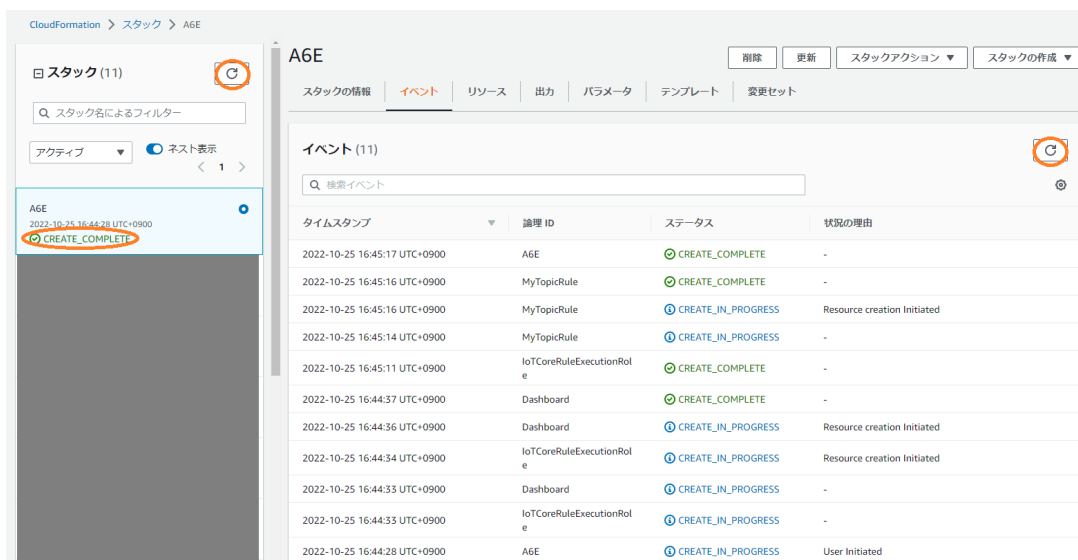 CloudFormation > スタック > A6E
スタック (11)
スタック名によるフィルター
アクティブ ▼
ネスト表示
< 1 >
A6E
2022-10-25 16:44:28 UTC+0900
CREATE_COMPLETE
A6E
削除 更新 スタックアクション ▼ スタックの作成 ▼
スタックの情報 イベント リソース 出力 パラメータ テンプレート 変更セット
イベント (11)
検索イベント
タイムスタンプ ▼ 論理 ID ステータス 状況の理由
2022-10-25 16:45:17 UTC+0900 A6E CREATE_COMPLETE -
2022-10-25 16:45:16 UTC+0900 MyTopicRule CREATE_COMPLETE -
2022-10-25 16:45:16 UTC+0900 MyTopicRule CREATE_IN_PROGRESS Resource creation Initiated
2022-10-25 16:45:14 UTC+0900 MyTopicRule CREATE_IN_PROGRESS -
2022-10-25 16:45:11 UTC+0900 IoTCoreRuleExecutionRol
e CREATE_COMPLETE -
2022-10-25 16:44:37 UTC+0900 Dashboard CREATE_COMPLETE -
2022-10-25 16:44:36 UTC+0900 Dashboard CREATE_IN_PROGRESS Resource creation Initiated
2022-10-25 16:44:34 UTC+0900 IoTCoreRuleExecutionRol
e CREATE_IN_PROGRESS Resource creation Initiated
2022-10-25 16:44:33 UTC+0900 Dashboard CREATE_IN_PROGRESS -
2022-10-25 16:44:33 UTC+0900 IoTCoreRuleExecutionRol
e CREATE_IN_PROGRESS -
2022-10-25 16:44:28 UTC+0900 A6E CREATE_IN_PROGRESS User Initiated